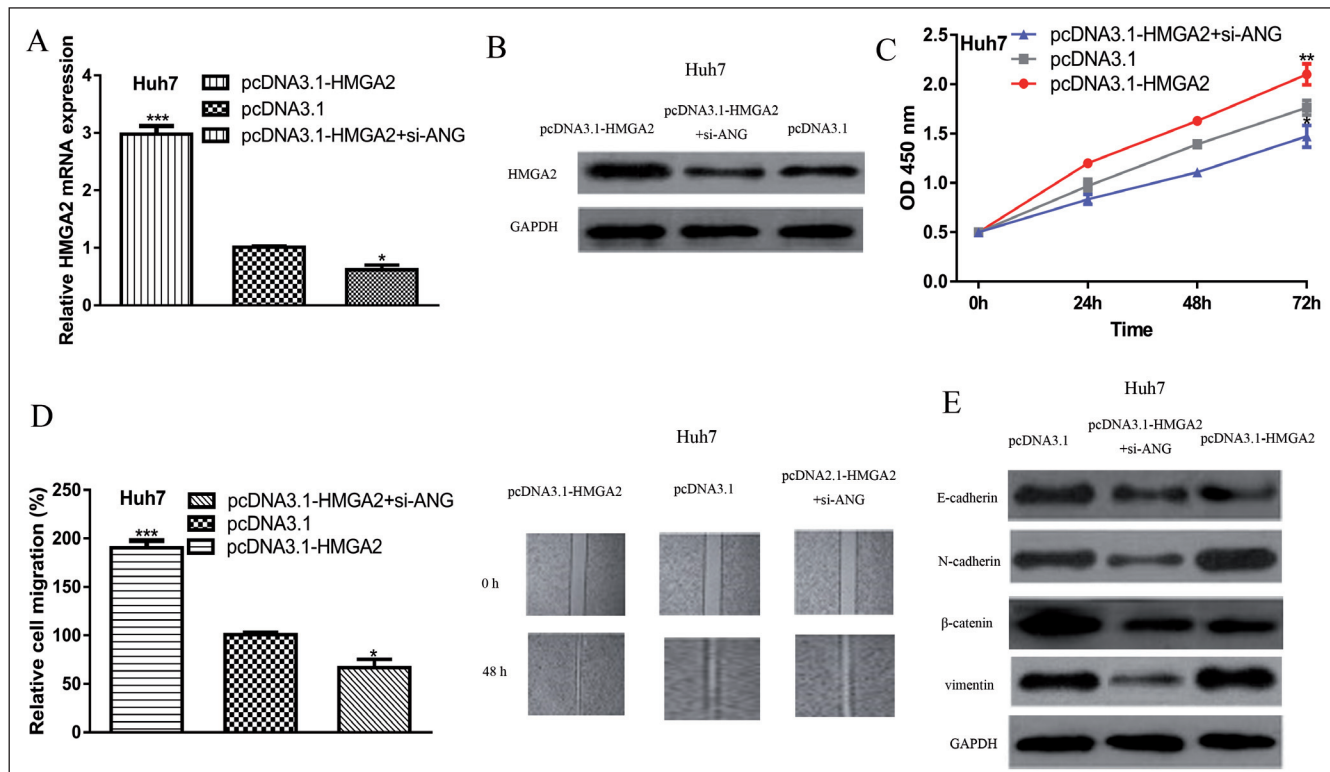 A
Relative HMGA2 mRNA expression
4
3
2
1
0
Huh7
***
*
pcDNA3.1-HMGA2
pcDNA3.1
pcDNA3.1-HMGA2+si-ANG
B
Huh7
pcDNA3.1-HMGA2
pcDNA3.1-HMGA2
+si-ANG
pcDNA3.1
HMGA2
GAPDH
C
OD 450 nm
2.5
2.0
1.5
1.0
0.5
0.0
Huh7
pcDNA3.1-HMGA2+si-ANG
pcDNA3.1
pcDNA3.1-HMGA2
**
*
0h
24h
48h
72h
Time
D
Relative cell migration (%)
250
200
150
100
50
0
Huh7
***
*
pcDNA3.1-HMGA2+si-ANG
pcDNA3.1
pcDNA3.1-HMGA2
Huh7
pcDNA3.1-HMGA2
pcDNA3.1
pcDNA2.1-HMGA2
+si-ANG
0 h
48 h
E
Huh7
pcDNA3.1
pcDNA3.1-HMGA2
+si-ANG
pcDNA3.1-HMGA2
E-cadherin
N-cadherin
β-catenin
vimentin
GAPDH